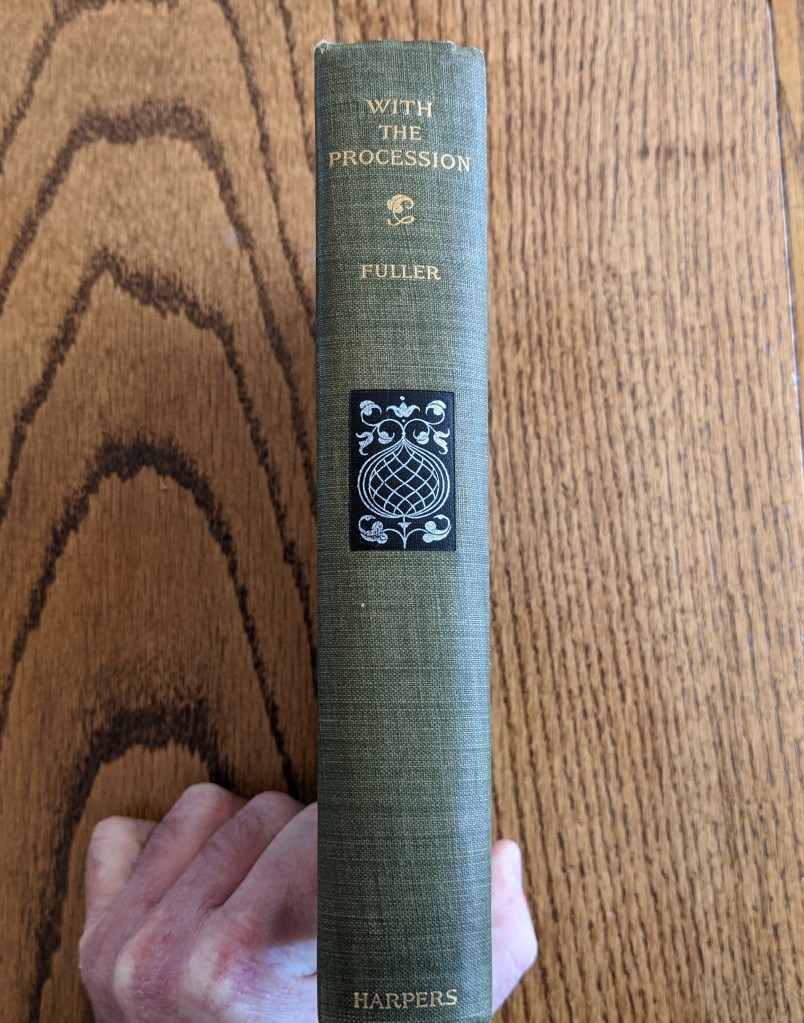 WITH
THE
PROCESSION
FULLER
HARPERS